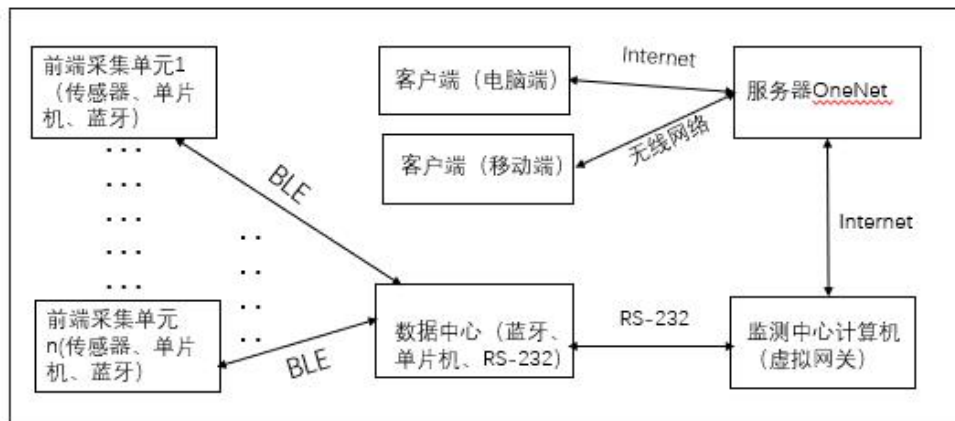 前端采集单元1
（传感器、单片
机、蓝牙）
客户端（电脑端）
Internet
服务器OneNet
客户端（移动端）
无线网络
BLE
Internet
前端采集单元
n(传感器、单片
机、蓝牙)
BLE
数据中心（蓝牙、
单片机、RS-232）
RS-232
监测中心计算机
（虚拟网关）